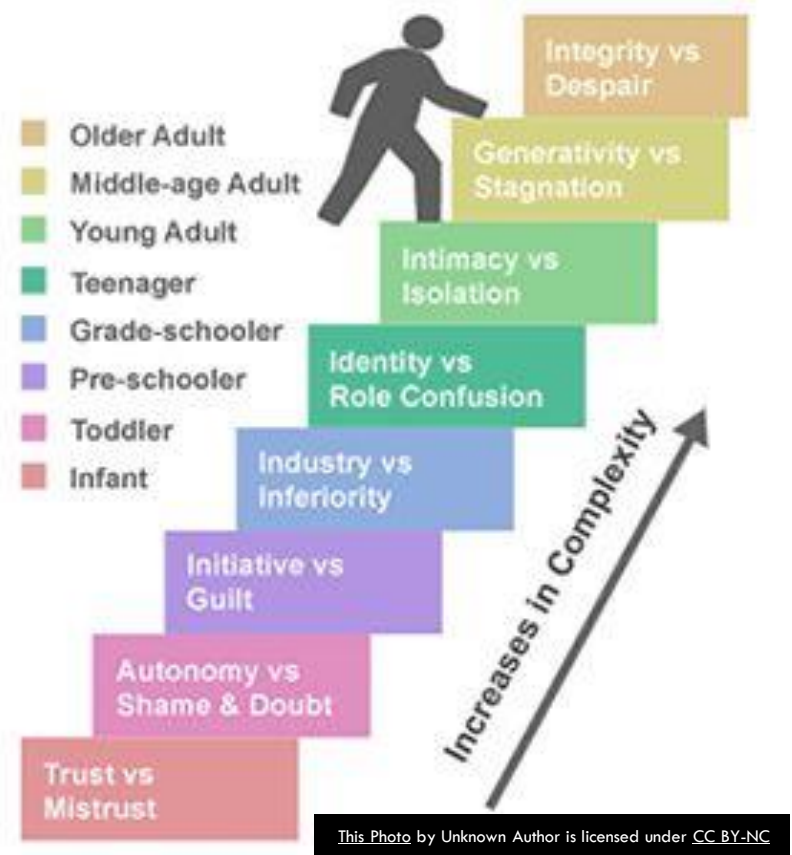 Integrity vs
Despair
Generativity vs
Stagnation
Intimacy vs
Isolation
Identity vs
Role Confusion
Industry vs
Inferiority
Initiative vs
Guilt
Autonomy vs
Shame & Doubt
Trust vs
Mistrust
Older Adult
Middle-age Adult
Young Adult
Teenager
Grade-schooler
Pre-schooler
Toddler
Infant
Increases in Complexity
This Photo by Unknown Author is licensed under CC BY-NC